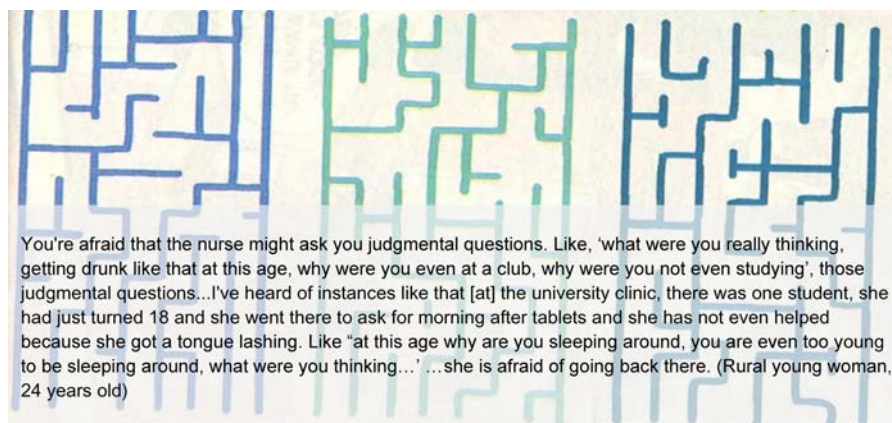 You're afraid that the nurse might ask you judgmental questions. Like, ‘what were you really thinking,
getting drunk like that at this age, why were you even at a club, why were you not even studying’, those
judgmental questions...I've heard of instances like that [at] the university clinic, there was one student, she
had just turned 18 and she went there to ask for morning after tablets and she has not even helped
because she got a tongue lashing. Like “at this age why are you sleeping around, you are even too young
to be sleeping around, what were you thinking…’ …she is afraid of going back there. (Rural young woman,
24 years old)